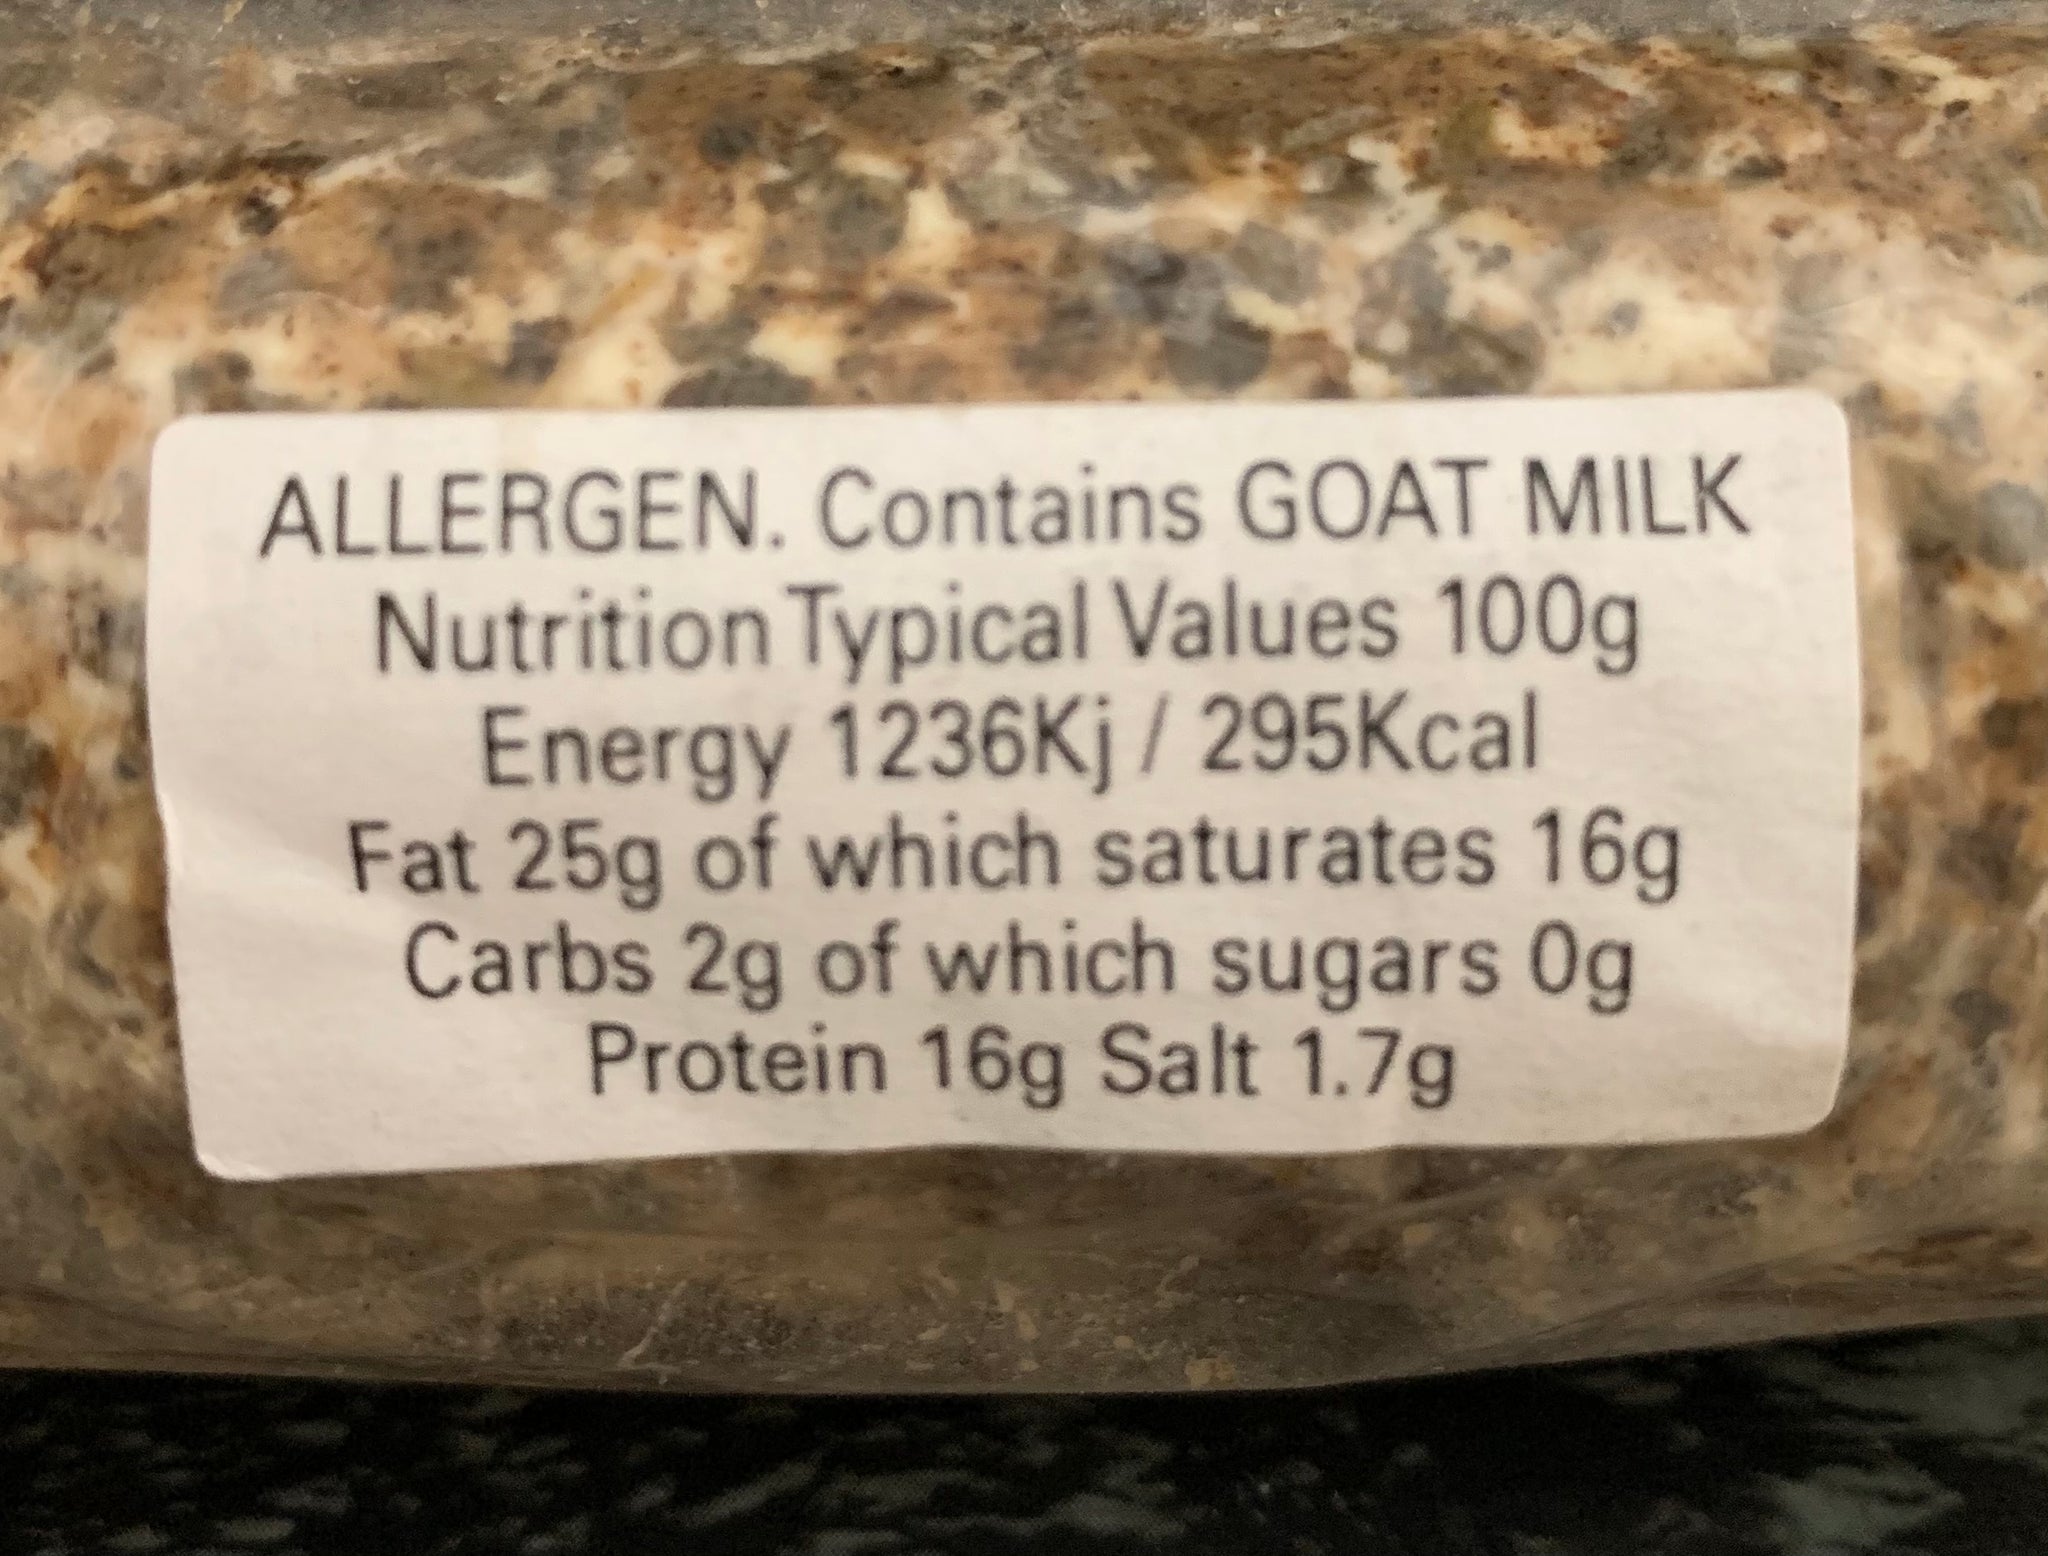 ALLERGEN. Contains GOAT MILK
Nutrition Typical Values 100g
Energy 1236Kj / 295Kcal
Fat 25g of which saturates 16g
Carbs 2g of which sugars 0g
Protein 16g Salt 1.7g